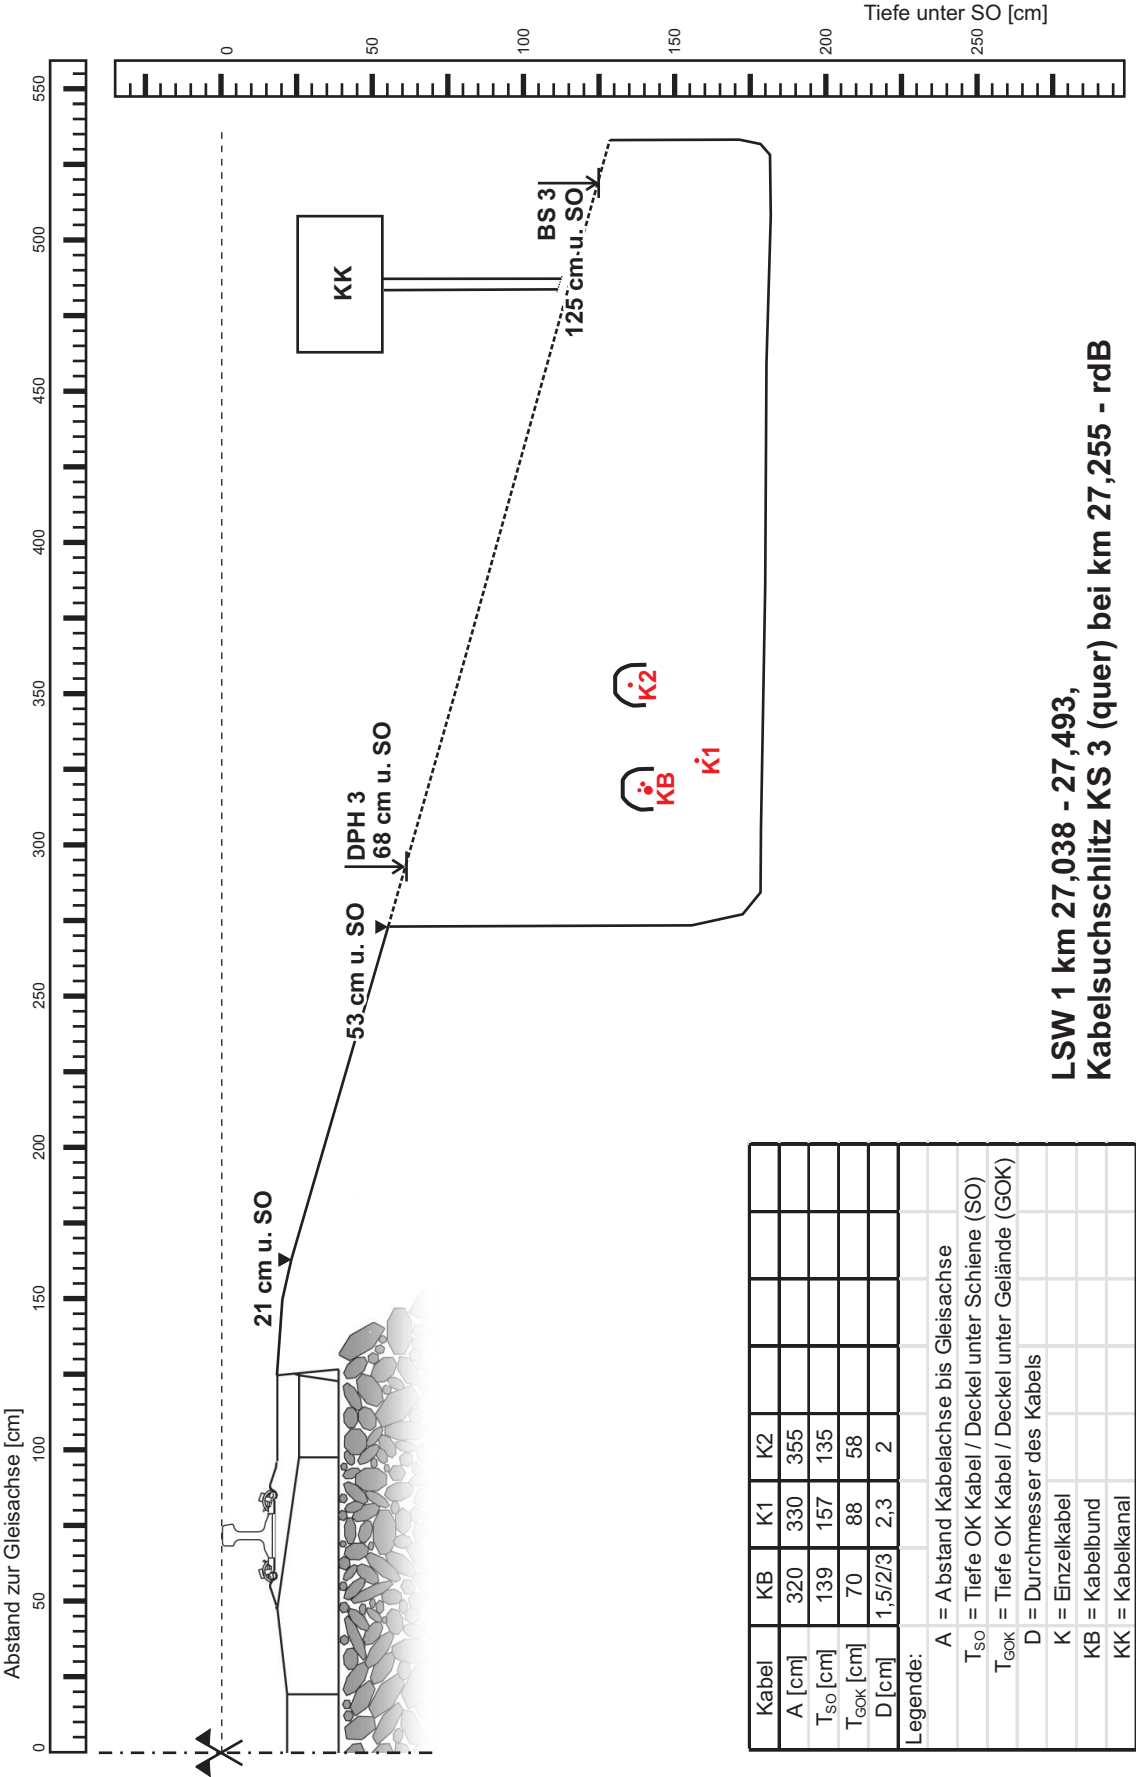 Abstand zur Gleisachse [cm]
0
50
100
150
200
250
300
350
400
450
500
550
Tiefe unter SO [cm]
0
50
100
150
200
250
21 cm u. SO
53 cm u. SO
DPH 3
68 cm u. SO
KK
BS 3
125 cm u. SO
KB
K1
K2
Kabel KB K1 K2
A [cm] 320 330 355
TSO [cm] 139 157 135
TGOK [cm] 70 88 58
D [cm] 1,5/2/3 2,3 2
Legende:
A = Abstand Kabelachse bis Gleisachse
TSO = Tiefe OK Kabel / Deckel unter Schiene (SO)
TGOK = Tiefe OK Kabel / Deckel unter Gelände (GOK)
D = Durchmesser des Kabels
K = Einzelkabel
KB = Kabelbund
KK = Kabelkanal
LSW 1 km 27,038 - 27,493,
Kabelsuchschlitz KS 3 (quer) bei km 27,255 - rdB